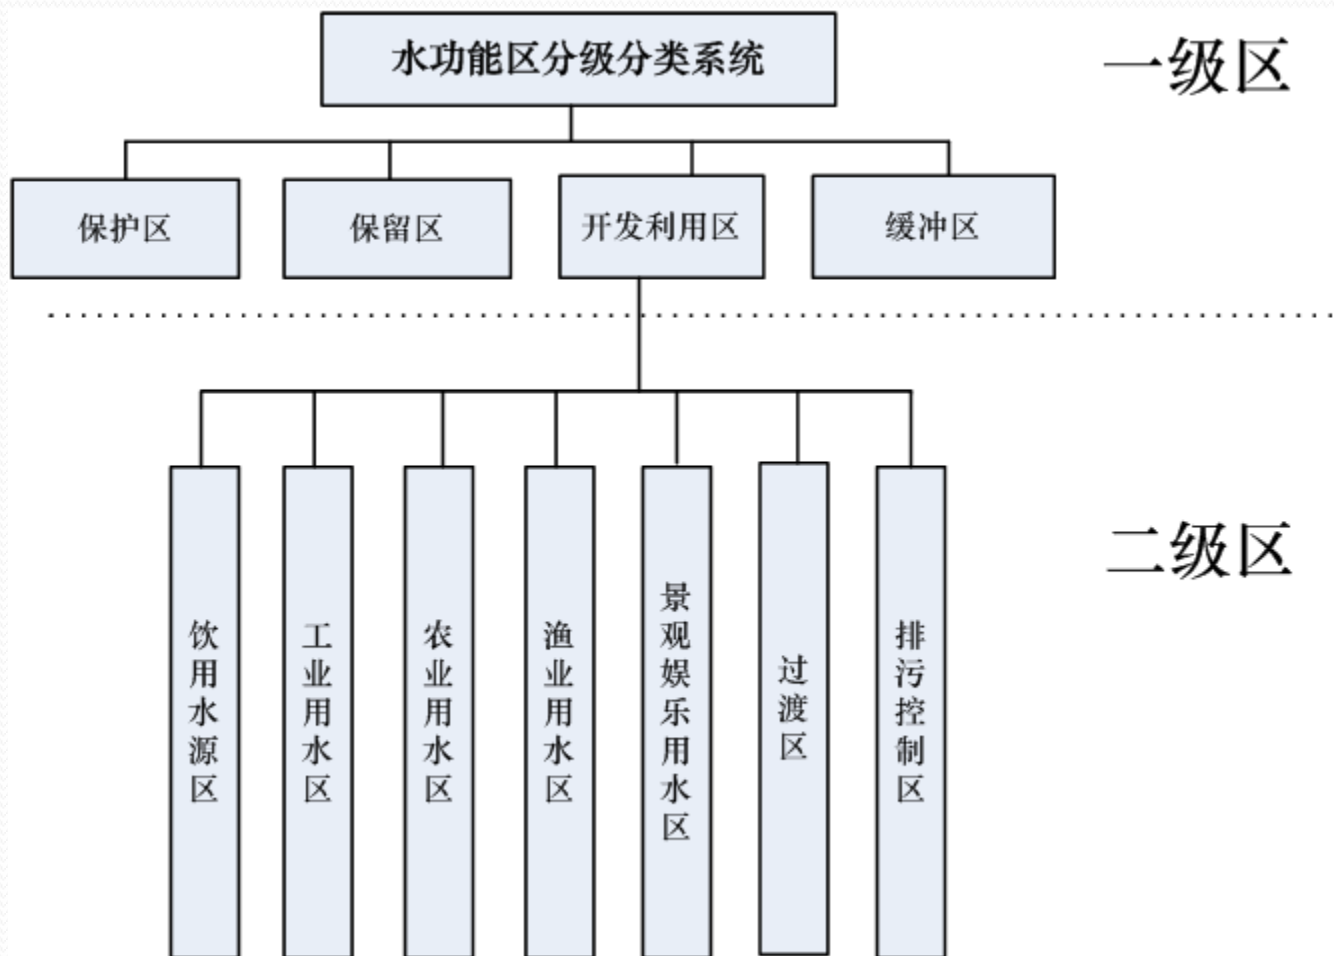 水功能区分级分类系统
一级区
保护区
保留区
开发利用区
缓冲区
二级区
饮用水源区
工业用水区
农业用水区
渔业用水区
景观娱乐用水区
过渡区
排污控制区